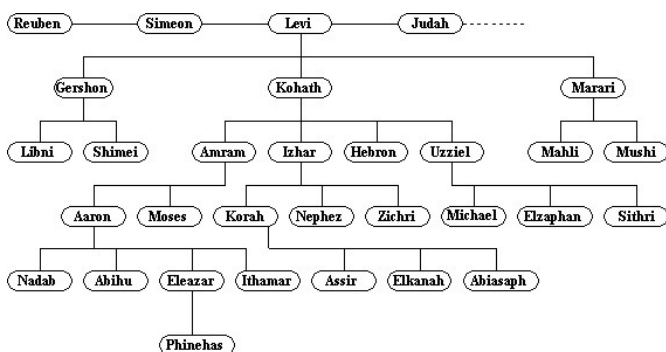 Reuben Simeon Levi Judah
Gershon Kohath Marari
Libni Shimei Amram Izhar Hebron Uzziel Mahli Mushi
Aaron Moses Korah Nephez Zichri Michael Elzaphan Sithri
Nadab Abihu Eleazar Ithamar Assir Elkanah Abiasaph
Phinehas